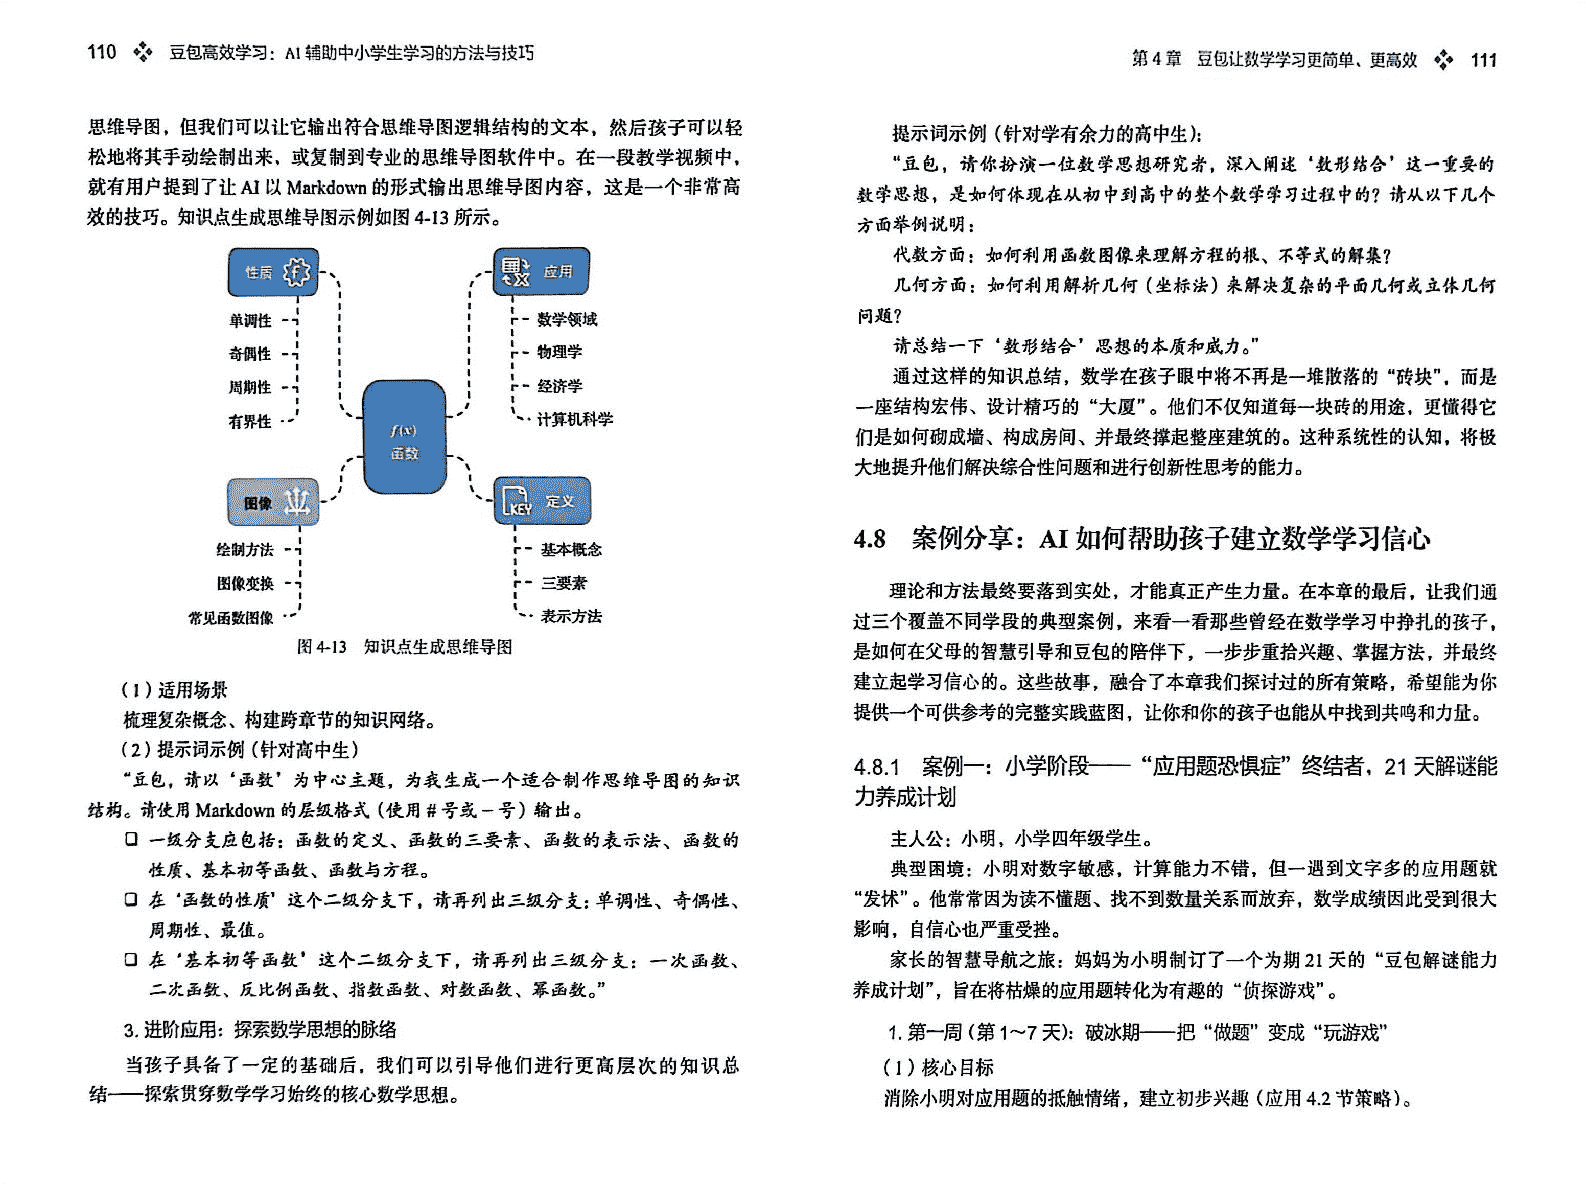 110 豆包高效学习：AI 辅助中小学生学习的方法与技巧
思维导图，但我们可以让它输出符合思维导图逻辑结构的文本，然后孩子可以轻
松地将其手动绘制出来，或复制到专业的思维导图软件中。在一段教学视频中，
就有用户提到了让 AI 以 Markdown 的形式输出思维导图内容，这是一个非常高
效的技巧。知识点生成思维导图示例如图 4-13 所示。
性质
单调性
奇偶性
周期性
有界性
应用
数学领域
物理学
经济学
计算机科学
f(x)
函数
图像
绘制方法
图像变换
常见函数图像
KEY 定义
基本概念
三要素
表示方法
图 4-13 知识点生成思维导图
（1）适用场景
梳理复杂概念、构建跨章节的知识网络。
（2）提示词示例（针对高中生）
“豆包，请以‘函数’为中心主题，为我生成一个适合制作思维导图的知识
结构。请使用 Markdown 的层级格式（使用 # 号或 – 号）输出。
❑ 一级分支应包括：函数的定义、函数的三要素、函数的表示法、函数的
性质、基本初等函数、函数与方程。
❑ 在‘函数的性质’这个二级分支下，请再列出三级分支：单调性、奇偶性、
周期性、最值。
❑ 在‘基本初等函数’这个二级分支下，请再列出三级分支：一次函数、
二次函数、反比例函数、指数函数、对数函数、幂函数。”
3. 进阶应用：探索数学思想的脉络
当孩子具备了一定的基础后，我们可以引导他们进行更高层次的知识总
结——探索贯穿数学学习始终的核心数学思想。
第 4 章 豆包让数学学习更简单、更高效 111
提示词示例（针对学有余力的高中生）：
“豆包，请你扮演一位数学思想研究者，深入阐述‘数形结合’这一重要的
数学思想，是如何体现在从初中到高中的整个数学学习过程中的？请从以下几个
方面举例说明：
代数方面：如何利用函数图像来理解方程的根、不等式的解集？
几何方面：如何利用解析几何（坐标法）来解决复杂的平面几何或立体几何
问题？
请总结一下‘数形结合’思想的本质和威力。”
通过这样的知识总结，数学在孩子眼中将不再是一堆散落的“砖块”，而是
一座结构宏伟、设计精巧的“大厦”。他们不仅知道每一块砖的用途，更懂得它
们是如何砌成墙、构成房间、并最终撑起整座建筑的。这种系统性的认知，将极
大地提升他们解决综合性问题和进行创新性思考的能力。
4.8 案例分享：AI 如何帮助孩子建立数学学习信心
理论和方法最终要落到实处，才能真正产生力量。在本章的最后，让我们通
过三个覆盖不同学段的典型案例，来看一看那些曾经在数学学习中挣扎的孩子，
是如何在父母的智慧引导和豆包的陪伴下，一步步重拾兴趣、掌握方法，并最终
建立起学习信心的。这些故事，融合了本章我们探讨过的所有策略，希望能为你
提供一个可供参考的完整实践蓝图，让你和你的孩子也能从中找到共鸣和力量。
4.8.1 案例一：小学阶段——“应用题恐惧症”终结者，21 天解谜能
力养成计划
主人公：小明，小学四年级学生。
典型困境：小明对数字敏感，计算能力不错，但一遇到文字多的应用题就
“发怵”。他常常因为读不懂题、找不到数量关系而放弃，数学成绩因此受到很大
影响，自信心也严重受挫。
家长的智慧导航之旅：妈妈为小明制订了一个为期 21 天的“豆包解谜能力
养成计划”，旨在将枯燥的应用题转化为有趣的“侦探游戏”。
1. 第一周（第 1～7 天）：破冰期——把“做题”变成“玩游戏”
（1）核心目标
消除小明对应用题的抵触情绪，建立初步兴趣（应用 4.2 节策略）。